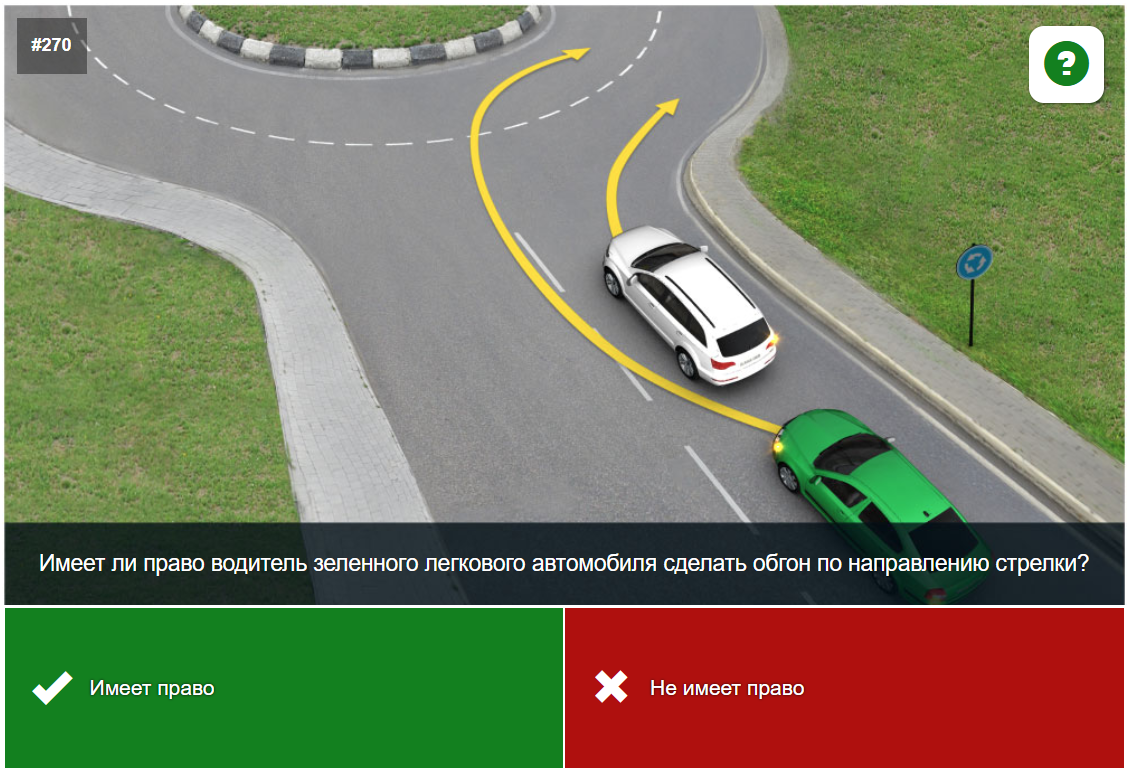 #270
?
Имеет ли право водитель зеленного легкового автомобиля сделать обгон по направлению стрелки?
Имеет право
Не имеет право